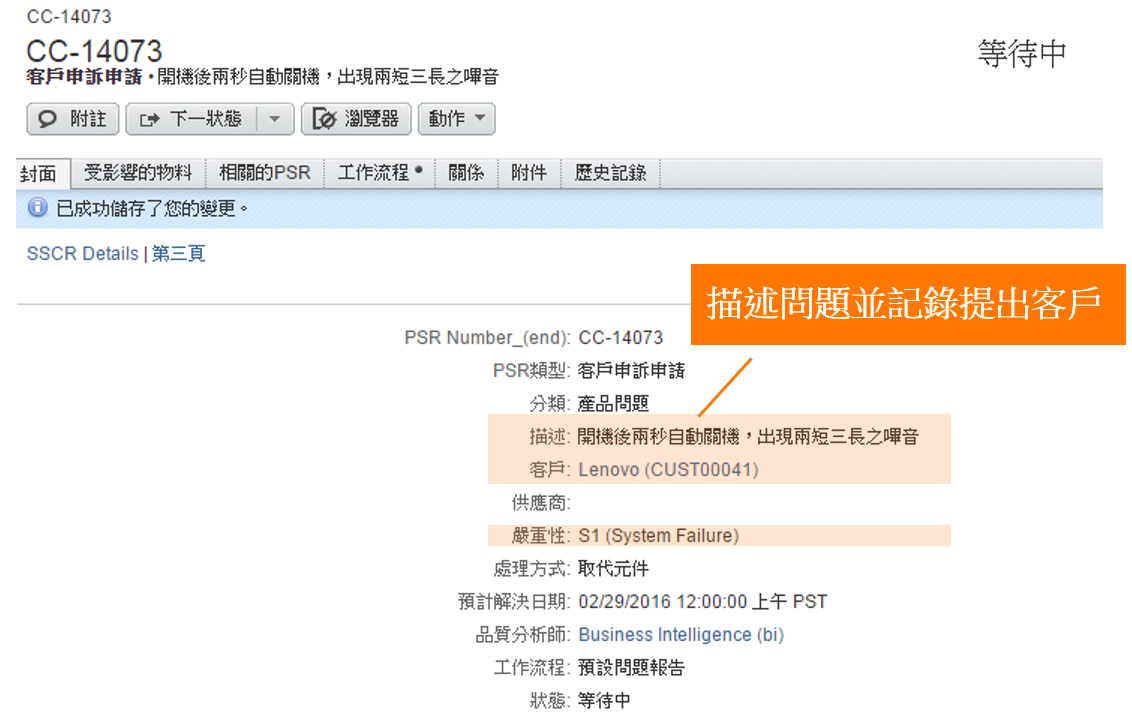 CC-14073
CC-14073
等待中
客戶申訴申請・開機後兩秒自動關機，出現兩短三長之嗶音
附註 下一狀態 瀏覽器 動作
封面 受影響的物料 相關的PSR 工作流程 ● 關係 附件 歷史記錄
已成功儲存了您的變更。
SSCR Details | 第三頁
描述問題並記錄提出客戶
PSR Number_(end): CC-14073
PSR類型: 客戶申訴申請
分類: 產品問題
描述: 開機後兩秒自動關機，出現兩短三長之嗶音
客戶: Lenovo (CUST00041)
供應商:
嚴重性: S1 (System Failure)
處理方式: 取代元件
預計解決日期: 02/29/2016 12:00:00 上午 PST
品質分析師: Business Intelligence (bi)
工作流程: 預設問題報告
狀態: 等待中